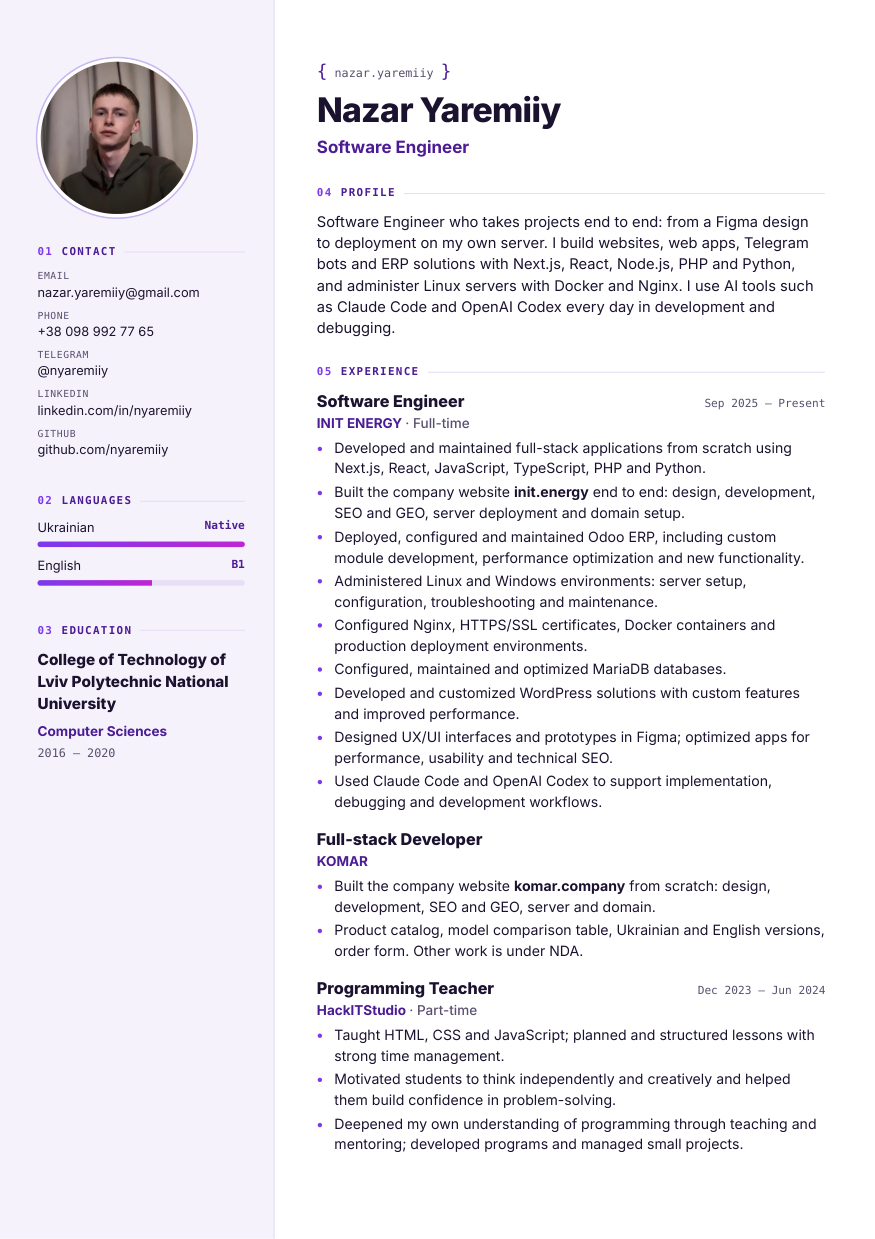 01 CONTACT
EMAIL
nazar.yaremiiy@gmail.com
PHONE
+38 098 992 77 65
TELEGRAM
@nyaremiiy
LINKEDIN
linkedin.com/in/nyaremiiy
GITHUB
github.com/nyaremiiy
02 LANGUAGES
Ukrainian Native
English B1
03 EDUCATION
College of Technology of
Lviv Polytechnic National
University
Computer Sciences
2016 — 2020
{ nazar.yaremiiy }
Nazar Yaremiiy
Software Engineer
04 PROFILE
Software Engineer who takes projects end to end: from a Figma design
to deployment on my own server. I build websites, web apps, Telegram
bots and ERP solutions with Next.js, React, Node.js, PHP and Python,
and administer Linux servers with Docker and Nginx. I use AI tools such
as Claude Code and OpenAI Codex every day in development and
debugging.
05 EXPERIENCE
Software Engineer Sep 2025 — Present
INIT ENERGY · Full-time
• Developed and maintained full-stack applications from scratch using
Next.js, React, JavaScript, TypeScript, PHP and Python.
• Built the company website init.energy end to end: design, development,
SEO and GEO, server deployment and domain setup.
• Deployed, configured and maintained Odoo ERP, including custom
module development, performance optimization and new functionality.
• Administered Linux and Windows environments: server setup,
configuration, troubleshooting and maintenance.
• Configured Nginx, HTTPS/SSL certificates, Docker containers and
production deployment environments.
• Configured, maintained and optimized MariaDB databases.
• Developed and customized WordPress solutions with custom features
and improved performance.
• Designed UX/UI interfaces and prototypes in Figma; optimized apps for
performance, usability and technical SEO.
• Used Claude Code and OpenAI Codex to support implementation,
debugging and development workflows.
Full-stack Developer
KOMAR
• Built the company website komar.company from scratch: design,
development, SEO and GEO, server and domain.
• Product catalog, model comparison table, Ukrainian and English versions,
order form. Other work is under NDA.
Programming Teacher Dec 2023 — Jun 2024
HackITStudio · Part-time
• Taught HTML, CSS and JavaScript; planned and structured lessons with
strong time management.
• Motivated students to think independently and creatively and helped
them build confidence in problem-solving.
• Deepened my own understanding of programming through teaching and
mentoring; developed programs and managed small projects.